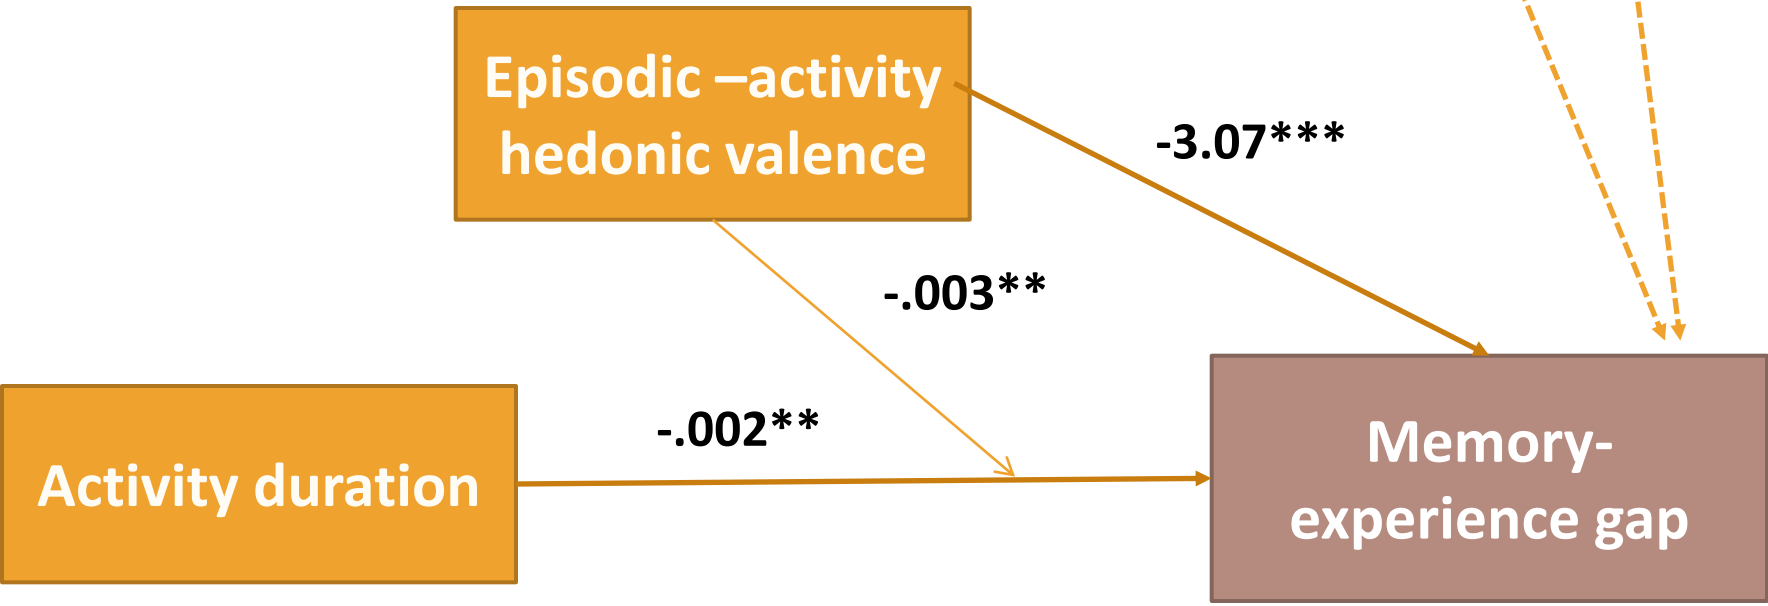 Episodic –activity
hedonic valence
-3.07***
-.003**
-.002**
Activity duration
Memory-
experience gap